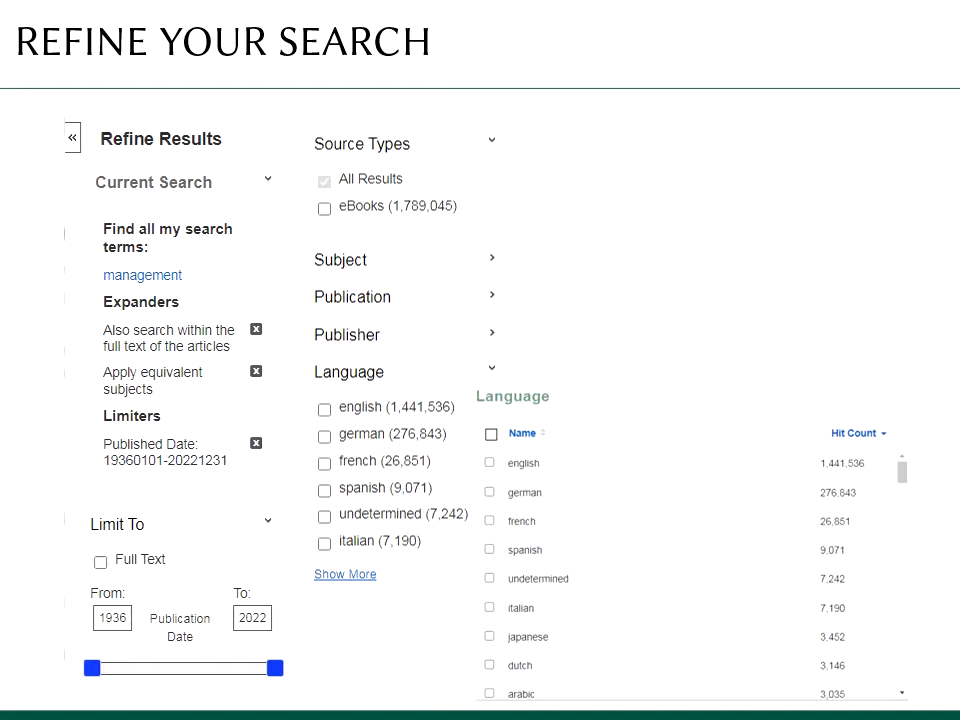 REFINE YOUR SEARCH
«
Refine Results
Current Search
Find all my search
terms:
management
Expanders
Also search within the
full text of the articles
Apply equivalent
subjects
Limiters
Published Date:
19360101-20221231
Limit To
Full Text
From:
To:
1936
Publication
Date
2022
Source Types
All Results
eBooks (1,789,045)
Subject
Publication
Publisher
Language
english (1,441,536)
german (276,843)
french (26,851)
spanish (9,071)
undetermined (7,242)
italian (7,190)
Show More
Language
Name Hit Count
english 1,441,536
german 276,843
french 26,851
spanish 9,071
undetermined 7,242
italian 7,190
japanese 3,452
dutch 3,146
arabic 3,035